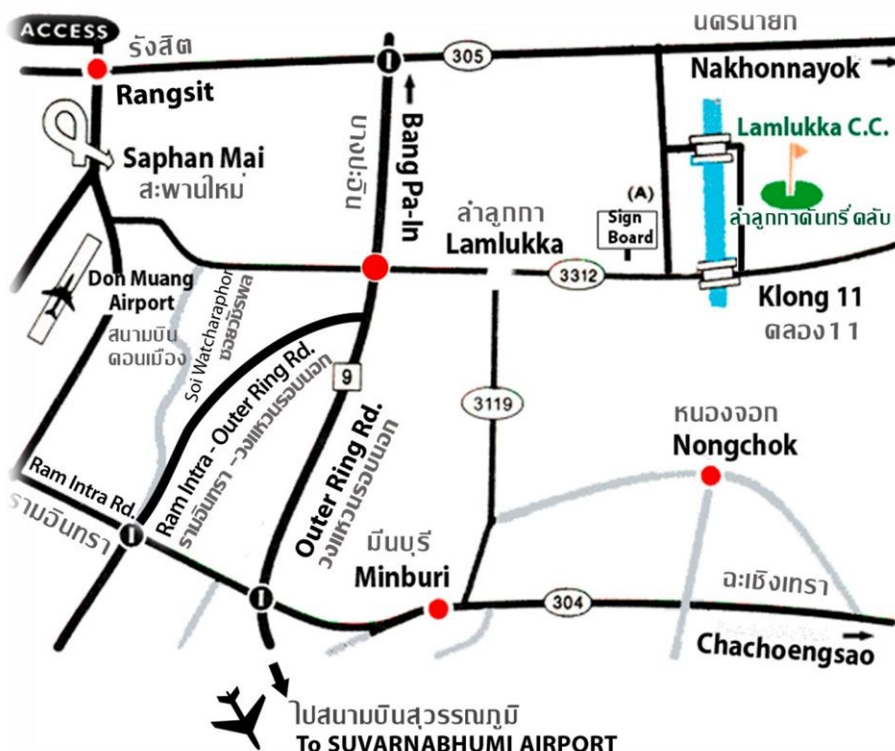 ACCESS
รังสิต
Rangsit
305
นครนายก
Nakhonnayok
Bang Pa-In
บางปะอิน
Saphan Mai
สะพานใหม่
Lamlukka C.C.
ลำลูกกาคันทรี่ คลับ
ลำลูกกา
Lamlukka
(A)
Sign
Board
3312
Klong 11
คลอง11
Don Muang
Airport
สนามบิน
ดอนเมือง
Soi Watcharaphon
ซอยวัชรพล
Ram Intra - Outer Ring Rd.
รามอินทรา - วงแหวนรอบนอก
9
Outer Ring Rd.
วงแหวนรอบนอก
3119
หนองจอก
Nongchok
Ram Intra Rd.
รามอินทรา
มีนบุรี
Minburi
304
ฉะเชิงเทรา
Chachoengsao
ไปสนามบินสุวรรณภูมิ
To SUVARNABHUMI AIRPORT